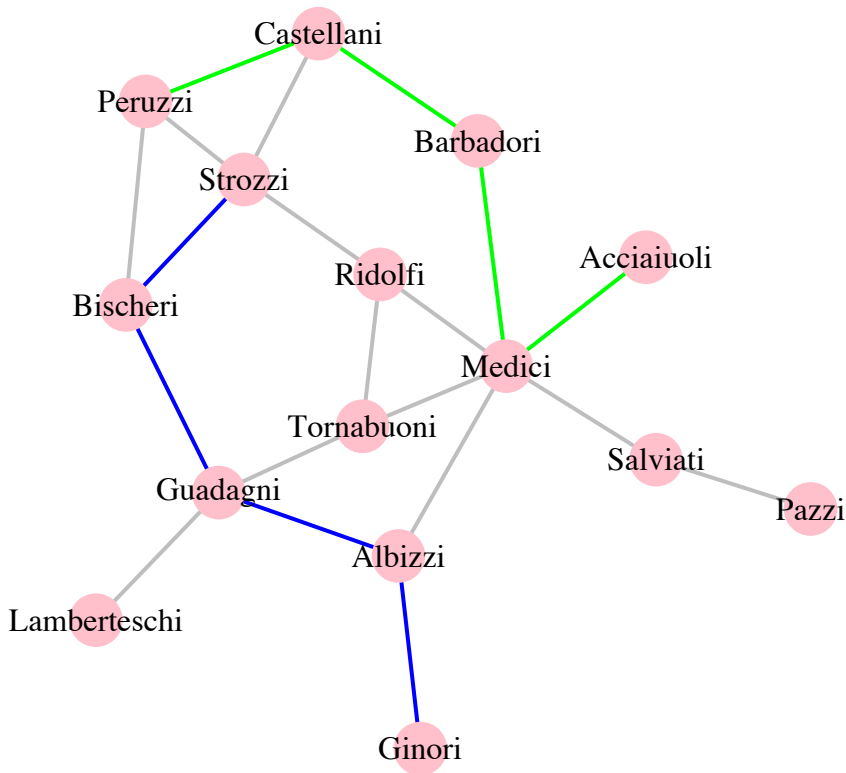 Castellani
Peruzzi
Barbadori
Strozzi
Acciaiuoli
Ridolfi
Bischeri
Medici
Tornabuoni
Salviati
Guadagni
Pazzi
Albizzi
Lamberteschi
Ginori